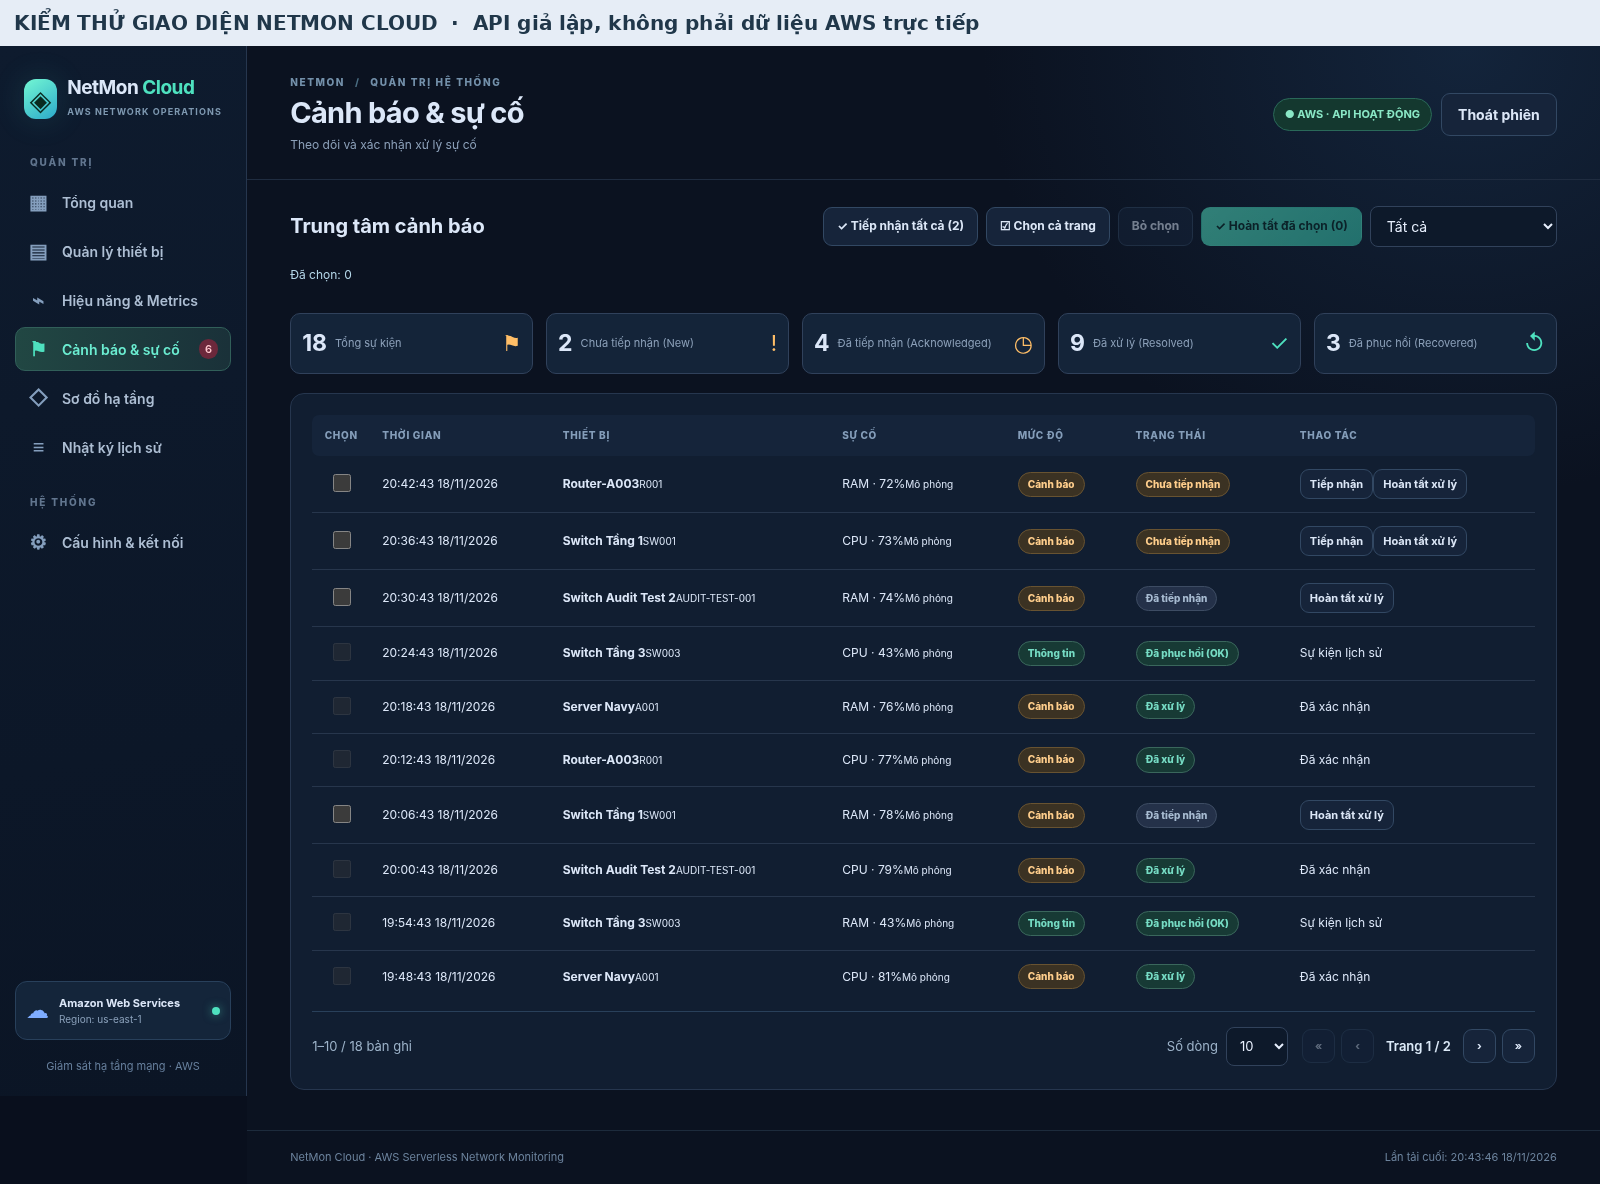 KIỂM THỬ GIAO DIỆN NETMON CLOUD · API giả lập, không phải dữ liệu AWS trực tiếp
NetMon Cloud
AWS NETWORK OPERATIONS
QUẢN TRỊ
Tổng quan
Quản lý thiết bị
Hiệu năng & Metrics
Cảnh báo & sự cố 6
Sơ đồ hạ tầng
Nhật ký lịch sử
HỆ THỐNG
Cấu hình & kết nối
Amazon Web Services
Region: us-east-1
Giám sát hạ tầng mạng · AWS
NETMON / QUẢN TRỊ HỆ THỐNG
Cảnh báo & sự cố
Theo dõi và xác nhận xử lý sự cố
AWS · API HOẠT ĐỘNG
Thoát phiên
Trung tâm cảnh báo
✓ Tiếp nhận tất cả (2) ☑ Chọn cả trang Bỏ chọn ✓ Hoàn tất đã chọn (0) Tất cả
Đã chọn: 0
18 Tổng sự kiện
2 Chưa tiếp nhận (New) !
4 Đã tiếp nhận (Acknowledged)
9 Đã xử lý (Resolved) ✓
3 Đã phục hồi (Recovered)
CHỌN THỜI GIAN THIẾT BỊ SỰ CỐ MỨC ĐỘ TRẠNG THÁI THAO TÁC
20:42:43 18/11/2026 Router-A003R001 RAM · 72%Mô phỏng Cảnh báo Chưa tiếp nhận Tiếp nhận Hoàn tất xử lý
20:36:43 18/11/2026 Switch Tầng 1SW001 CPU · 73%Mô phỏng Cảnh báo Chưa tiếp nhận Tiếp nhận Hoàn tất xử lý
20:30:43 18/11/2026 Switch Audit Test 2AUDIT-TEST-001 RAM · 74%Mô phỏng Cảnh báo Đã tiếp nhận Hoàn tất xử lý
20:24:43 18/11/2026 Switch Tầng 3SW003 CPU · 43%Mô phỏng Thông tin Đã phục hồi (OK) Sự kiện lịch sử
20:18:43 18/11/2026 Server NavyA001 RAM · 76%Mô phỏng Cảnh báo Đã xử lý Đã xác nhận
20:12:43 18/11/2026 Router-A003R001 CPU · 77%Mô phỏng Cảnh báo Đã xử lý Đã xác nhận
20:06:43 18/11/2026 Switch Tầng 1SW001 RAM · 78%Mô phỏng Cảnh báo Đã tiếp nhận Hoàn tất xử lý
20:00:43 18/11/2026 Switch Audit Test 2AUDIT-TEST-001 CPU · 79%Mô phỏng Cảnh báo Đã xử lý Đã xác nhận
19:54:43 18/11/2026 Switch Tầng 3SW003 RAM · 43%Mô phỏng Thông tin Đã phục hồi (OK) Sự kiện lịch sử
19:48:43 18/11/2026 Server NavyA001 CPU · 81%Mô phỏng Cảnh báo Đã xử lý Đã xác nhận
1–10 / 18 bản ghi Số dòng 10 « ‹ Trang 1 / 2 › »
NetMon Cloud · AWS Serverless Network Monitoring Lần tải cuối: 20:43:46 18/11/2026